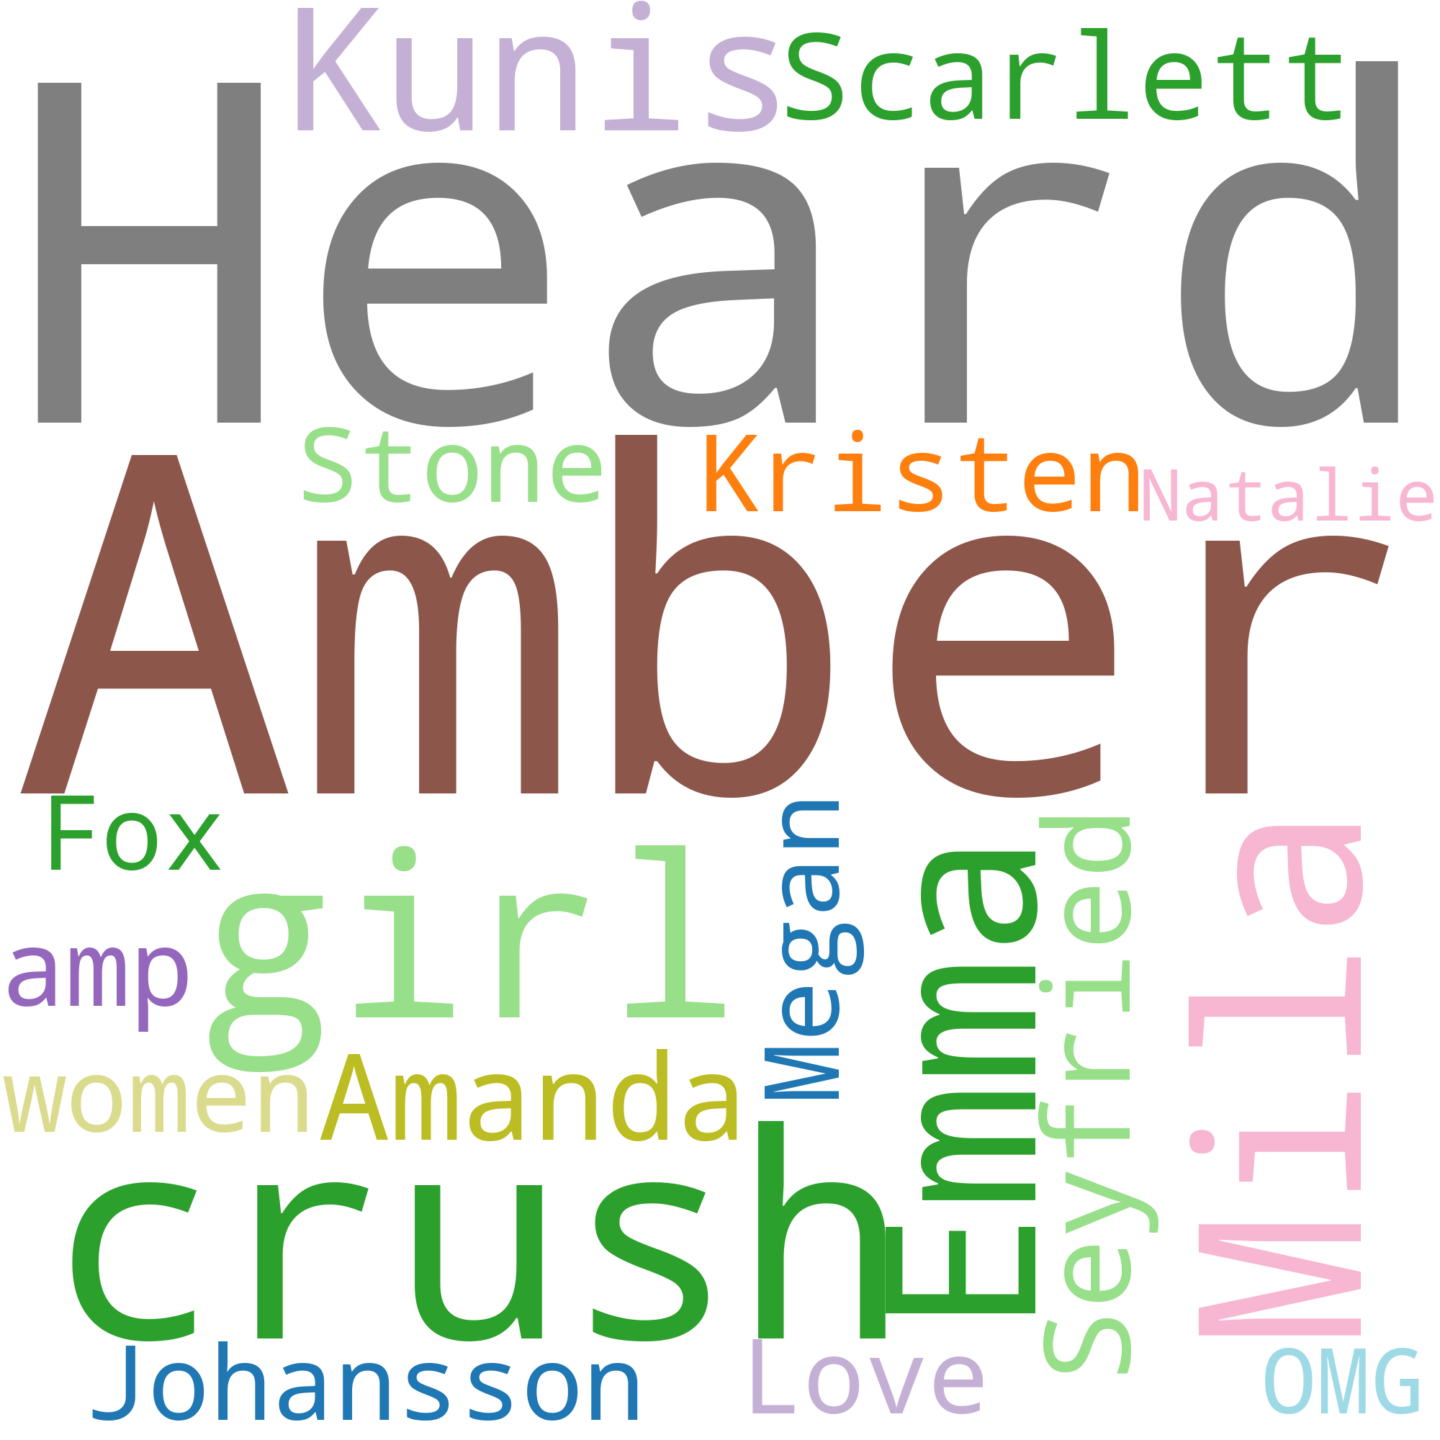 Kunis
Scarlett
Heard
Stone
Kristen
Natalie
Amber
Fox
girl
Megan
Emma
Seyfried
Mila
amp
women
Amanda
crush
Johansson
Love
OMG